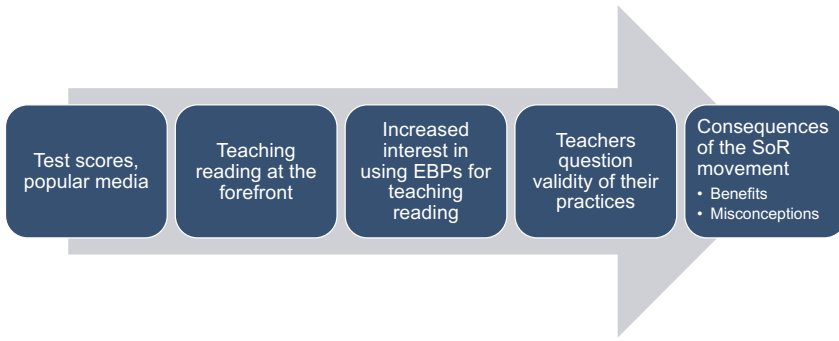 Test scores,
popular media
Teaching
reading at the
forefront
Increased
interest in
using EBPs for
teaching
reading
Teachers
question
validity of their
practices
Consequences
of the SoR
movement
• Benefits
• Misconceptions